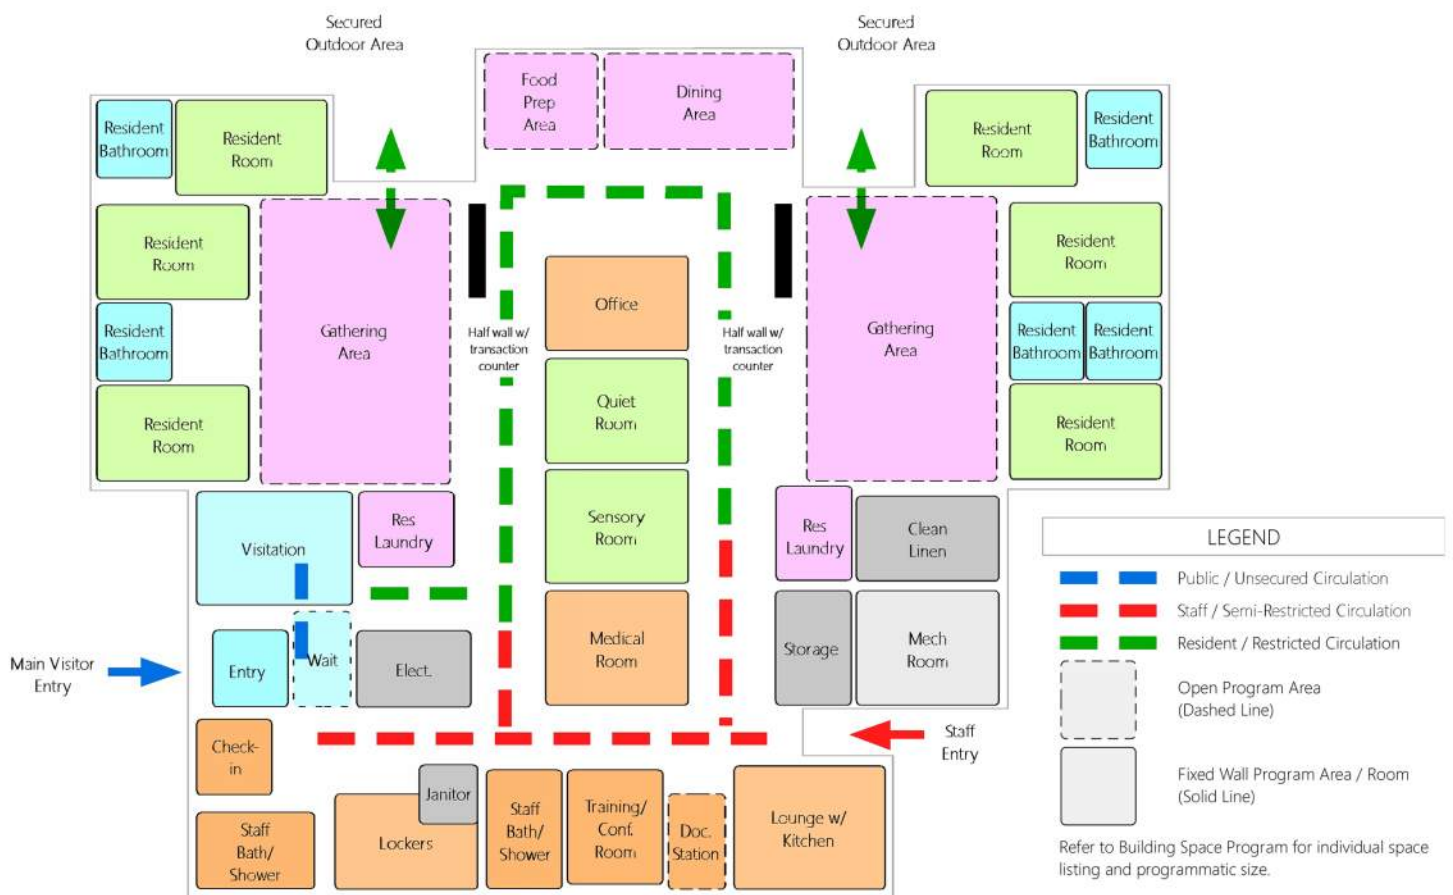 Secured
Outdoor Area
Secured
Outdoor Area
Food
Prep
Area
Dining
Area
Resident
Bathroom
Resident
Room
Resident
Room
Resident
Bathroom
Resident
Room
Gathering
Area
Resident
Room
Gathering
Area
Resident
Bathroom
Resident
Room
Office
Half wall w/
transaction
counter
Half wall w/
transaction
counter
Resident
Bathroom
Resident
Bathroom
Quiet
Room
Resident
Room
Visitation
Res
Laundry
Sensory
Room
Res
Laundry
Clean
Linen
Main Visitor
Entry
Entry
Wait
Elect.
Medical
Room
Storage
Mech
Room
Check-
in
Staff
Entry
Staff
Bath/
Shower
Lockers
Janitor
Staff
Bath/
Shower
Training/
Conf.
Room
Doc.
Station
Lounge w/
Kitchen
LEGEND
Public / Unsecured Circulation
Staff / Semi-Restricted Circulation
Resident / Restricted Circulation
Open Program Area
(Dashed Line)
Fixed Wall Program Area / Room
(Solid Line)
Refer to Building Space Program for individual space
listing and programmatic size.